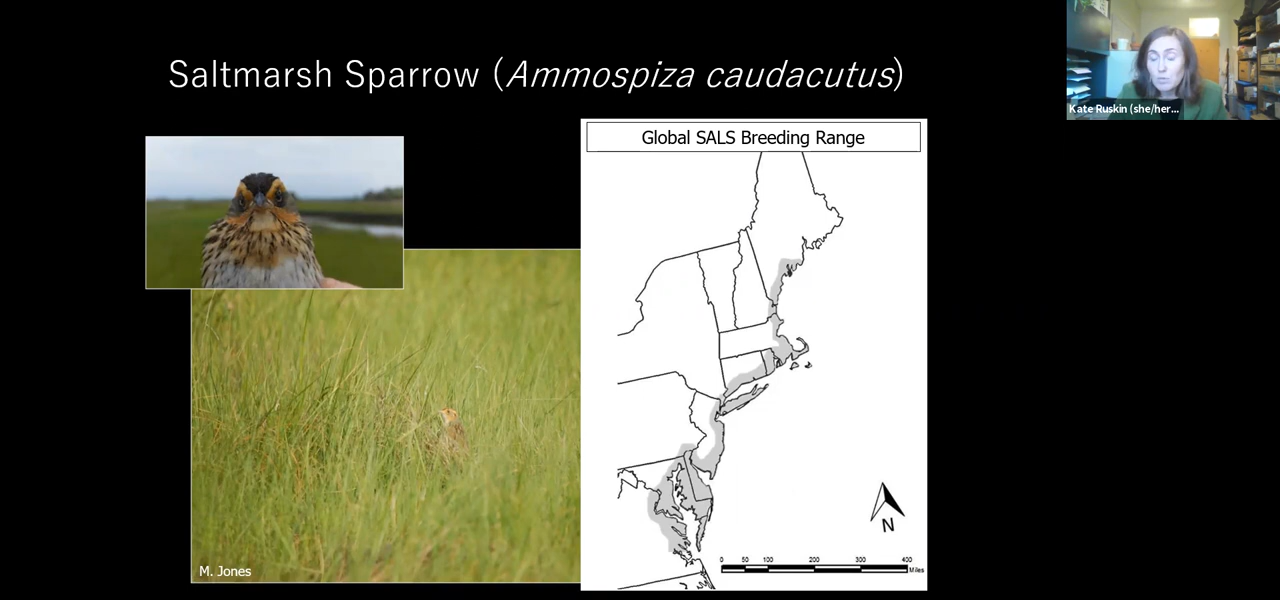 Saltmarsh Sparrow (Ammospiza caudacutus)
Kate Ruskin (she/her...
Global SALS Breeding Range
N
0 50 100 200 300 400
Miles
M. Jones